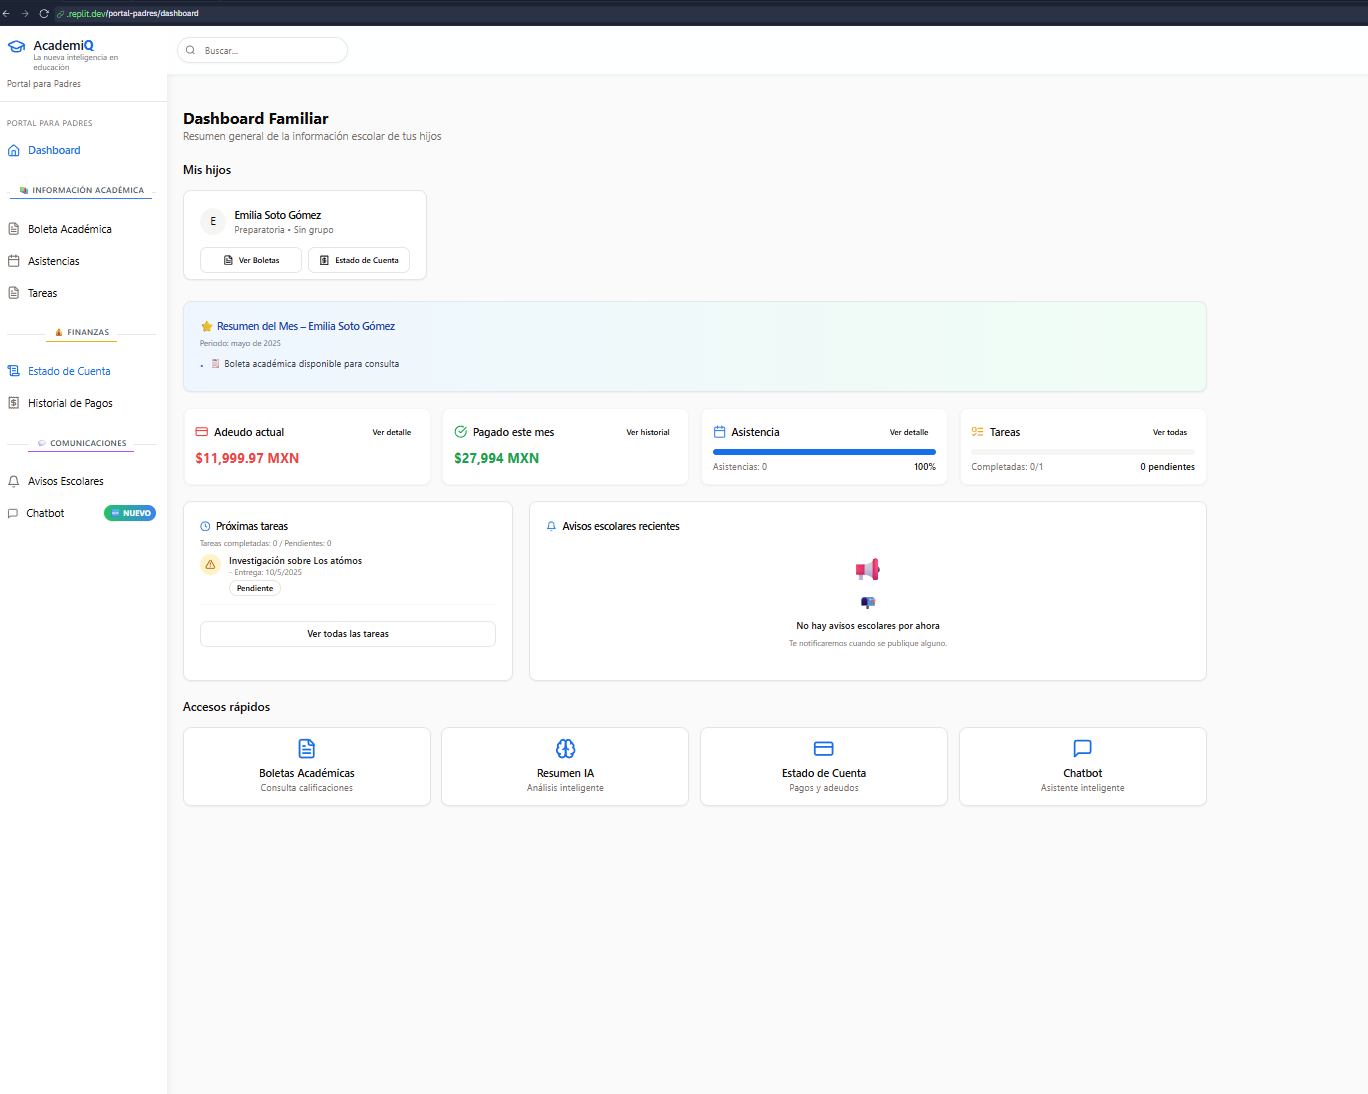 .replit.dev/portal-padres/dashboard
AcademiQ
La nueva inteligencia en
educación
Portal para Padres
Buscar...
PORTAL PARA PADRES
Dashboard
INFORMACIÓN ACADÉMICA
Boleta Académica
Asistencias
Tareas
FINANZAS
Estado de Cuenta
Historial de Pagos
COMUNICACIONES
Avisos Escolares
Chatbot
NUEVO
Dashboard Familiar
Resumen general de la información escolar de tus hijos
Mis hijos
E
Emilia Soto Gómez
Preparatoria • Sin grupo
Ver Boletas
Estado de Cuenta
Resumen del Mes – Emilia Soto Gómez
Periodo: mayo de 2025
• Boleta académica disponible para consulta
Adeudo actual
Ver detalle
$11,999.97 MXN
Pagado este mes
Ver historial
$27,994 MXN
Asistencia
Ver detalle
Asistencias: 0
100%
Tareas
Ver todas
Completadas: 0/1
0 pendientes
Próximas tareas
Tareas completadas: 0 / Pendientes: 0
Investigación sobre Los atómos
- Entrega: 10/5/2025
Pendiente
Ver todas las tareas
Avisos escolares recientes
No hay avisos escolares por ahora
Te notificaremos cuando se publique alguno.
Accesos rápidos
Boletas Académicas
Consulta calificaciones
Resumen IA
Análisis inteligente
Estado de Cuenta
Pagos y adeudos
Chatbot
Asistente inteligente